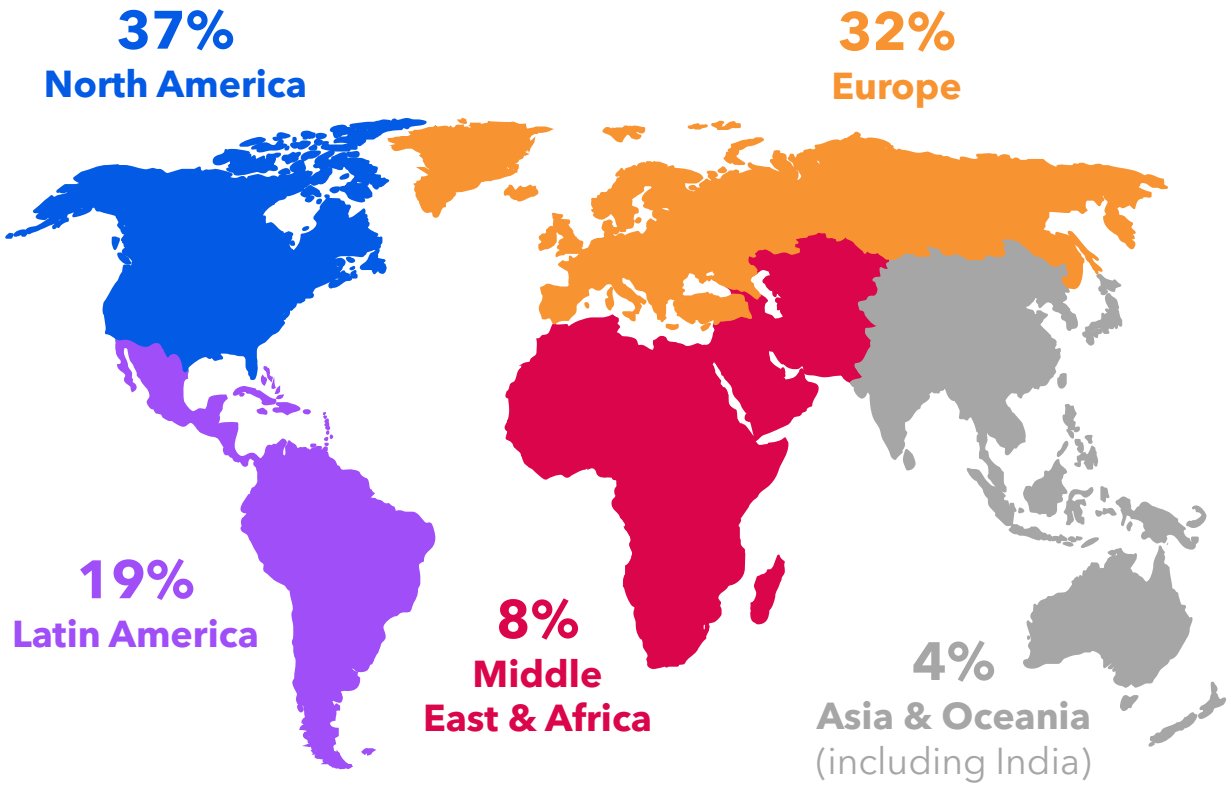 37%
North America
32%
Europe
19%
Latin America
8%
Middle
East & Africa
4%
Asia & Oceania
(including India)